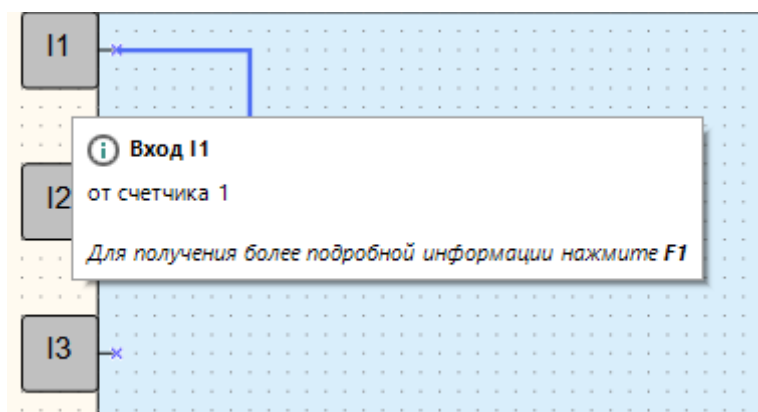 I1
Вход I1
I2
от счетчика 1
Для получения более подробной информации нажмите F1
I3